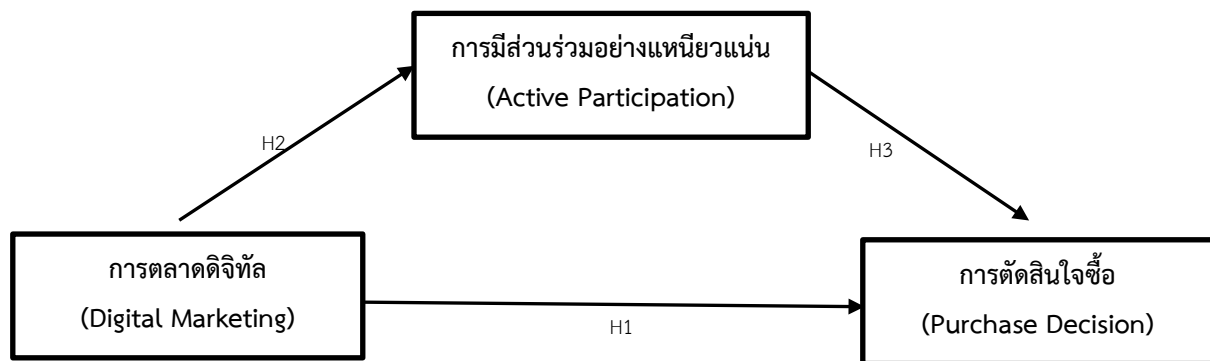 การมีส่วนร่วมอย่างแหนียวแน่น
(Active Participation)
H2
H3
การตลาดดิจิทัล
(Digital Marketing)
การตัดสินใจซื้อ
(Purchase Decision)
H1